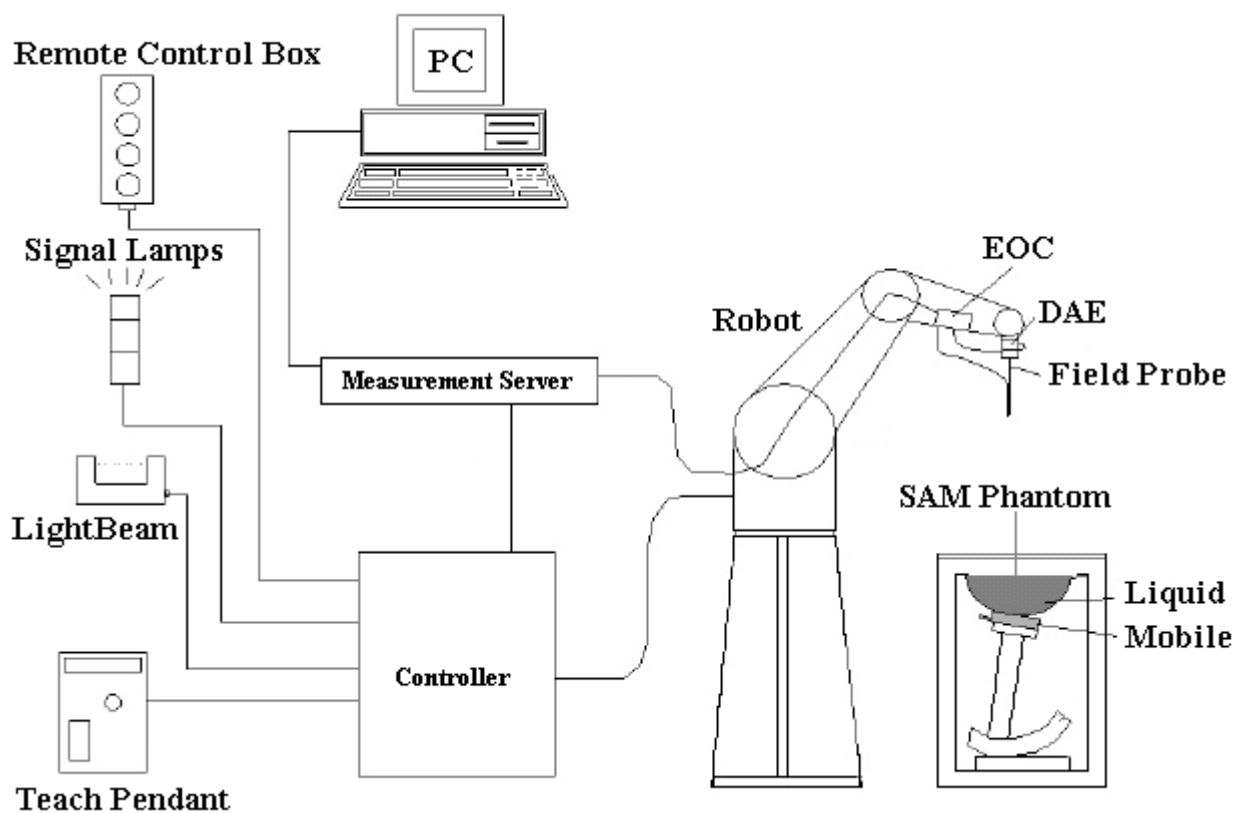 Remote Control Box
PC
Signal Lamps
EOC
Robot
DAE
Measurement Server
Field Probe
LightBeam
SAM Phantom
Liquid
Mobile
Controller
Teach Pendant